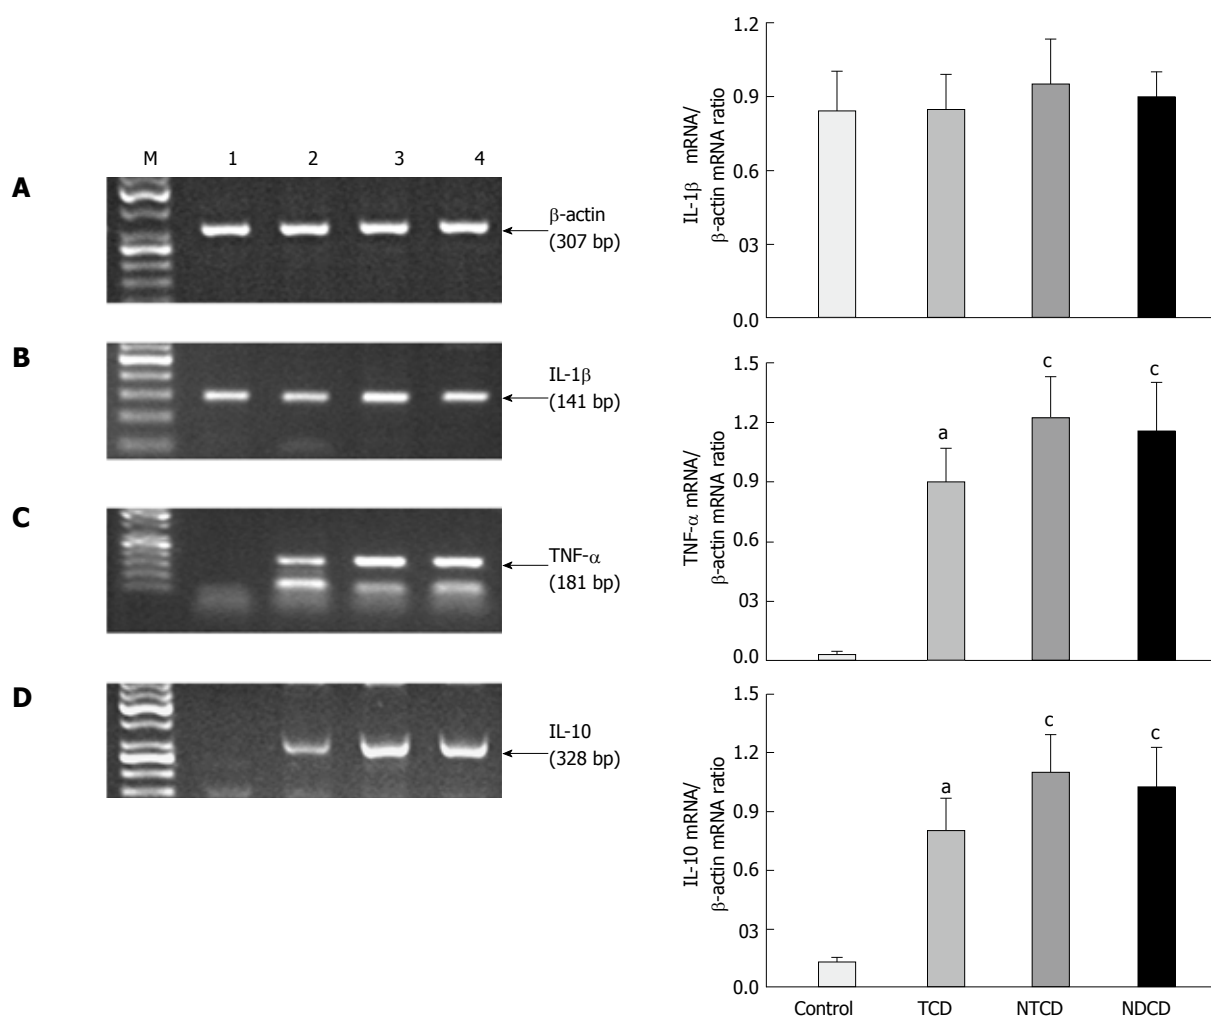 M 1 2 3 4
A
β-actin
(307 bp)
B
IL-1β
(141 bp)
C
TNF-α
(181 bp)
D
IL-10
(328 bp)
IL-1β mRNA/
β-actin mRNA ratio
1.2
0.9
0.6
03
0.0
TNF-α mRNA/
β-actin mRNA ratio
1.5
1.2
0.9
0.6
03
0.0
a
c
c
IL-10 mRNA/
β-actin mRNA ratio
1.5
1.2
0.9
0.6
03
0.0
a
c
c
Control TCD NTCD NDCD